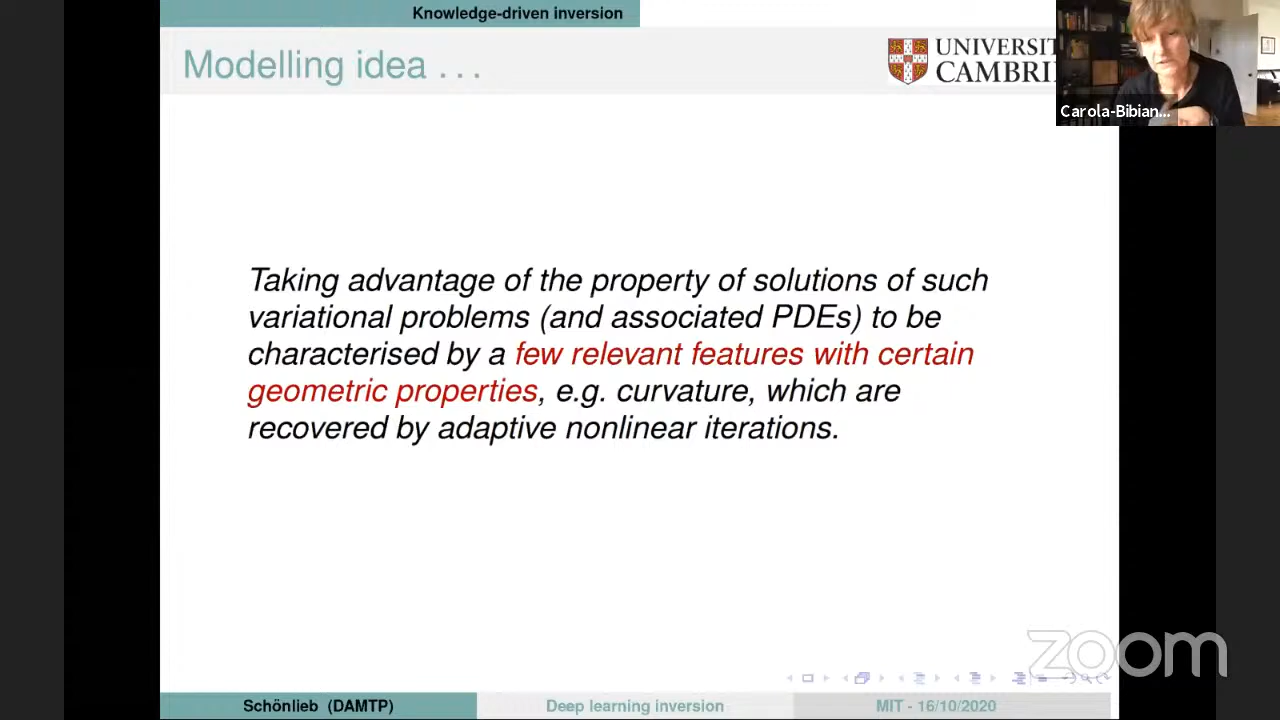 Knowledge-driven inversion
Modelling idea . . .
UNIVERSIT
CAMBRI
Carola-Bibian...
Taking advantage of the property of solutions of such
variational problems (and associated PDEs) to be
characterised by a few relevant features with certain
geometric properties, e.g. curvature, which are
recovered by adaptive nonlinear iterations.
zoom
Schönlieb (DAMTP)
Deep learning inversion
MIT - 16/10/2020